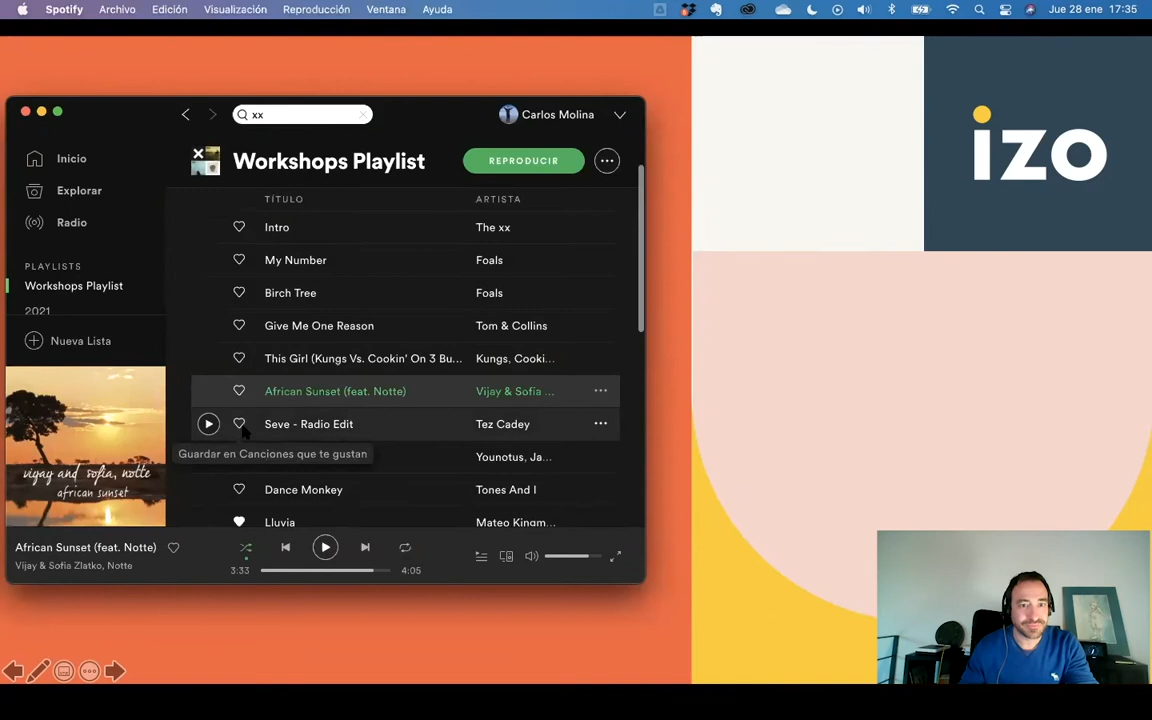 Spotify Archivo Edición Visualización Reproducción Ventana Ayuda Jue 28 ene 17:35
xx Carlos Molina
izo
Workshops Playlist REPRODUCIR
Inicio
Explorar
Radio
PLAYLISTS
Workshops Playlist
2021
Nueva Lista
TÍTULO ARTISTA
Intro The xx
My Number Foals
Birch Tree Foals
Give Me One Reason Tom & Collins
This Girl (Kungs Vs. Cookin' On 3 Bu... Kungs, Cooki...
African Sunset (feat. Notte) Vijay & Sofia ...
Seve - Radio Edit Tez Cadey
Guardar en Canciones que te gustan
Younotus, Ja...
Dance Monkey Tones And I
Lluvia Mateo Kingm...
vijay and sofia, notte
african sunset
African Sunset (feat. Notte)
Vijay & Sofia Zlatko, Notte
3:33 4:05